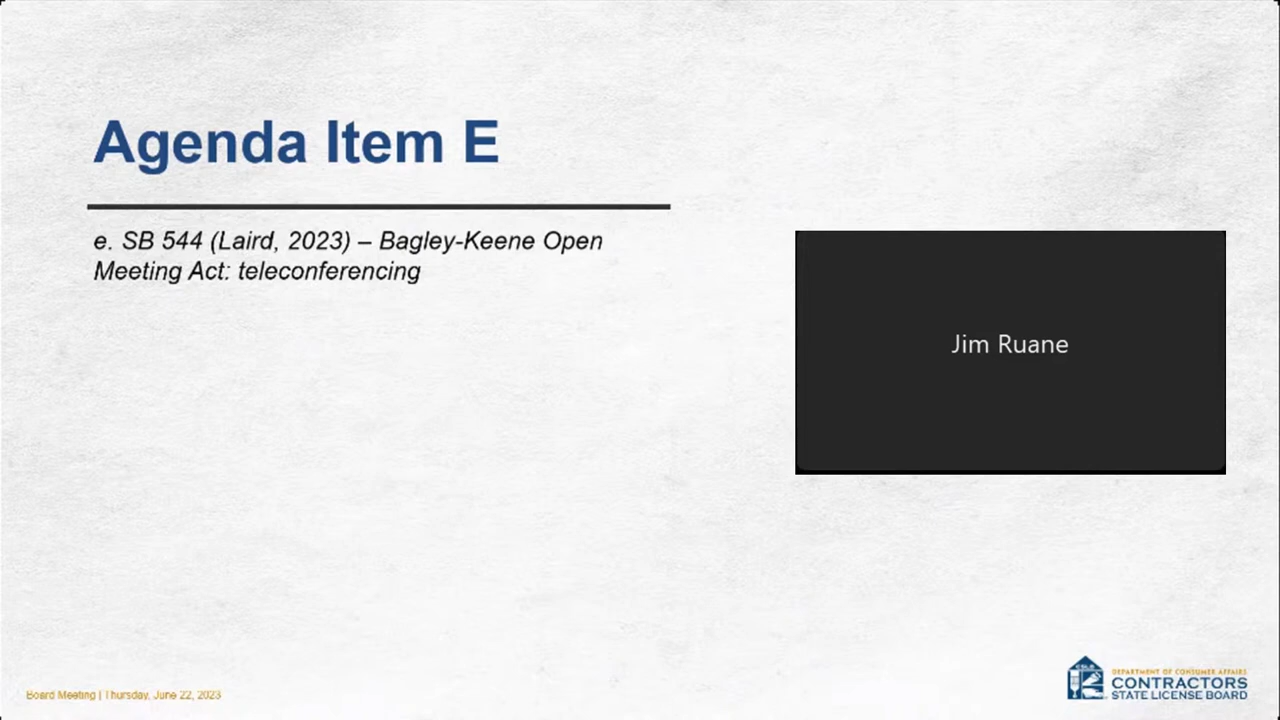 Agenda Item E
e. SB 544 (Laird, 2023) – Bagley-Keene Open
Meeting Act: teleconferencing
Jim Ruane
Board Meeting | Thursday, June 22, 2023
CSLB
DEPARTMENT OF CONSUMER AFFAIRS
CONTRACTORS
STATE LICENSE BOARD